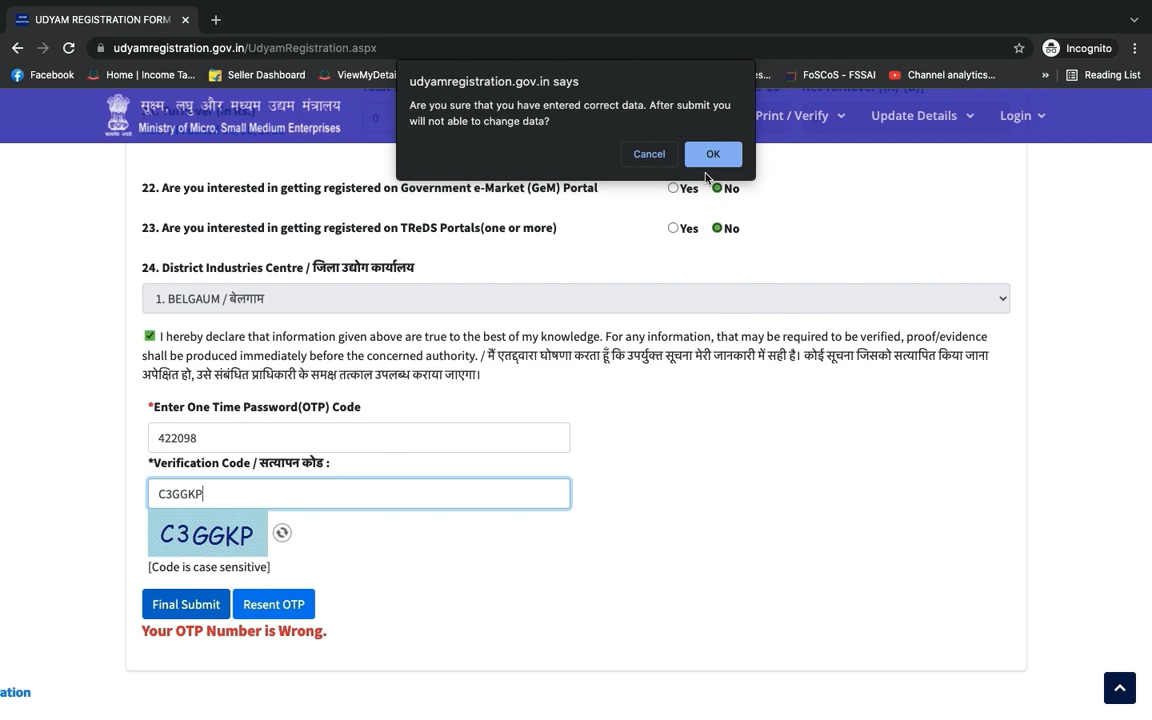 UDYAM REGISTRATION FORM
udyamregistration.gov.in/UdyamRegistration.aspx
Incognito
Facebook
Home | Income Ta...
Seller Dashboard
ViewMyDetai
es...
FoSCoS - FSSAI
Channel analytics...
»
Reading List
udyamregistration.gov.in says
Are you sure that you have entered correct data. After submit you
will not able to change data?
Cancel
OK
सूक्ष्म, लघु और मध्यम उद्यम मंत्रालय
Ministry of Micro, Small Medium Enterprises
0
Print / Verify
Update Details
Login
22. Are you interested in getting registered on Government e-Market (GeM) Portal
Yes No
23. Are you interested in getting registered on TReDS Portals(one or more)
Yes No
24. District Industries Centre / जिला उद्योग कार्यालय
1. BELGAUM / बेलगाम
I hereby declare that information given above are true to the best of my knowledge. For any information, that may be required to be verified, proof/evidence
shall be produced immediately before the concerned authority. / मैं एतद्द्वारा घोषणा करता हूँ कि उपर्युक्त सूचना मेरी जानकारी में सही है। कोई सूचना जिसको सत्यापित किया जाना
अपेक्षित हो, उसे संबंधित प्राधिकारी के समक्ष तत्काल उपलब्ध कराया जाएगा।
*Enter One Time Password(OTP) Code
422098
*Verification Code / सत्यापन कोड :
C3GGKP
C3GGKP
[Code is case sensitive]
Final Submit
Resent OTP
Your OTP Number is Wrong.
ation